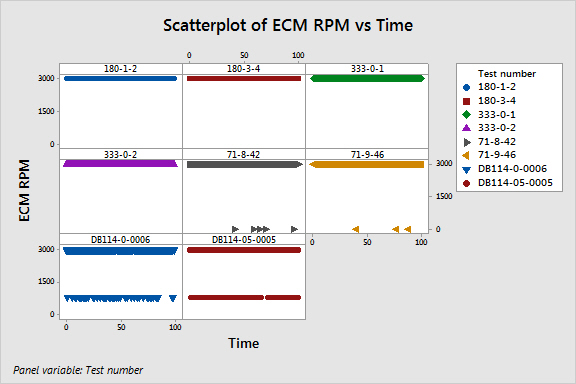 Scatterplot of ECM RPM vs Time
0 50 100
180-1-2 180-3-4 333-0-1
3000
1500
0
333-0-2 71-8-42 71-9-46
3000
1500
0
DB114-0-0006 DB114-05-0005
3000
1500
0
0 50 100
0 50 100
ECM RPM
Time
Test number
180-1-2
180-3-4
333-0-1
333-0-2
71-8-42
71-9-46
DB114-0-0006
DB114-05-0005
Panel variable: Test number